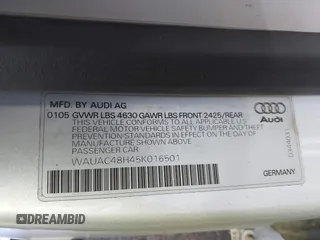 MFD. BY AUDI AG
0105 GVWR LBS 4630 GAWR LBS FRONT 2425/REAR
THIS VEHICLE CONFORMS TO ALL APPLICABLE U.S.
FEDERAL MOTOR VEHICLE SAFETY BUMPER AND THEFT
PREVENTION STANDARDS IN EFFECT ON THE DATE OF
MANUFACTURE SHOWN ABOVE
PASSENGER CAR
WAUAC48H45K016501
GERMANY
Audi
DREAMBID